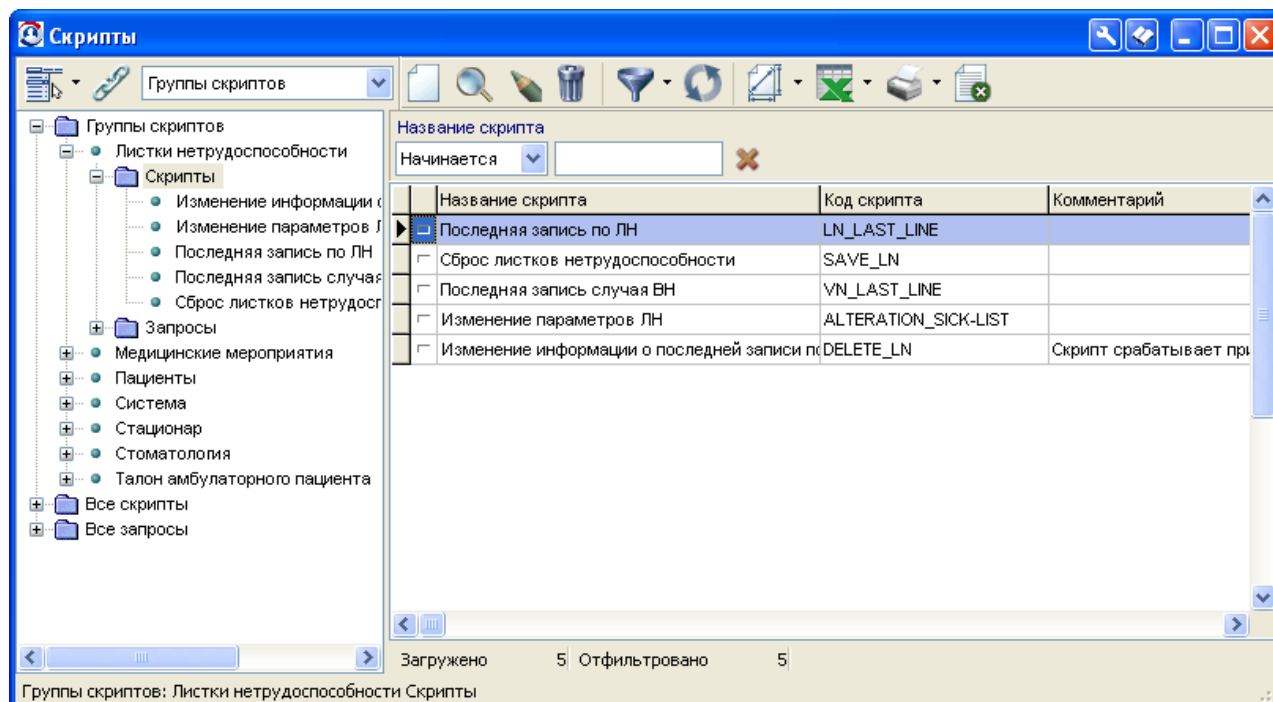 Скрипты
Группы скриптов
Группы скриптов
Листки нетрудоспособности
Скрипты
Изменение информации
Изменение параметров
Последняя запись по ЛН
Последняя запись случая
Сброс листков нетрудосп
Запросы
Медицинские мероприятия
Пациенты
Система
Стационар
Стоматология
Талон амбулаторного пациента
Все скрипты
Все запросы
Название скрипта
Начинается
Название скрипта Код скрипта Комментарий
Последняя запись по ЛН LN_LAST_LINE
Сброс листков нетрудоспособности SAVE_LN
Последняя запись случая ВН VN_LAST_LINE
Изменение параметров ЛН ALTERATION_SICK-LIST
Изменение информации о последней записи по DELETE_LN Скрипт срабатывает при
Загружено 5 Отфильтровано 5
Группы скриптов: Листки нетрудоспособности Скрипты